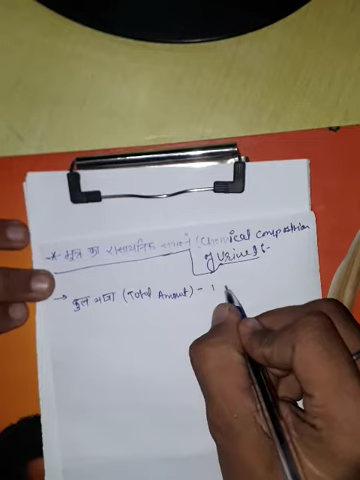 -*- मूत्र का रासायनिक (Chemical composition
of Urine) :-
→ कुल मात्रा (Total Amount) - 1